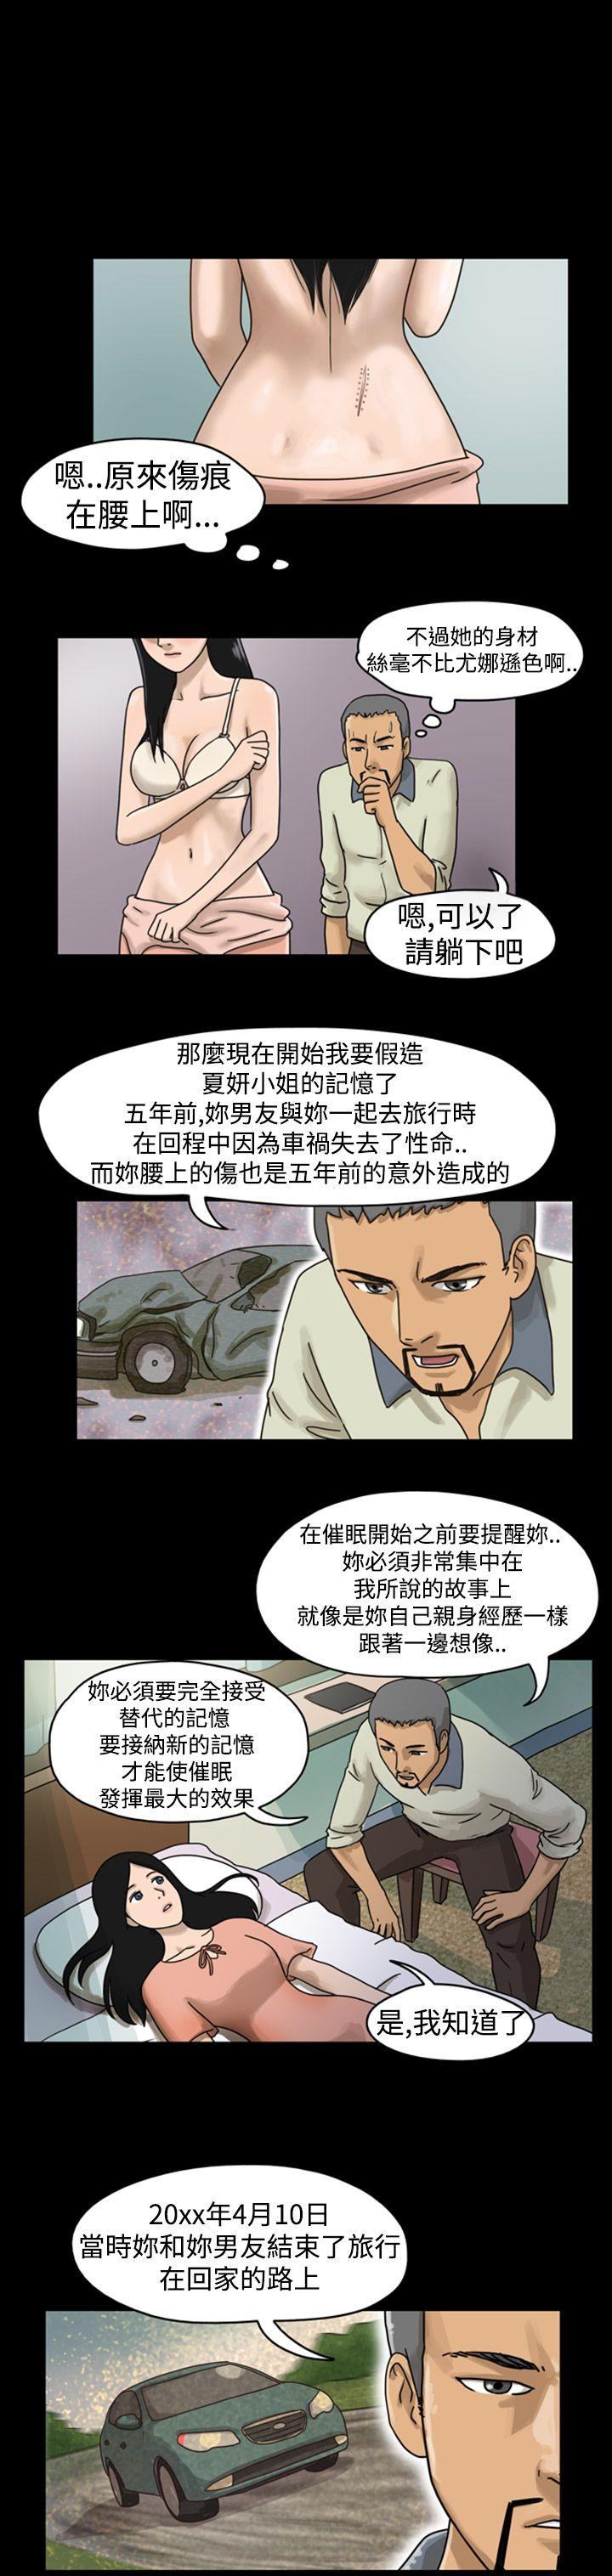 嗯..原來傷痕
在腰上啊...
不過她的身材
絲毫不比尤娜遜色啊..
嗯,可以了
請躺下吧
那麼現在開始我要假造
夏妍小姐的記憶了
五年前,妳男友與妳一起去旅行時
在回程中因為車禍失去了性命..
而妳腰上的傷也是五年前的意外造成的
在催眠開始之前要提醒妳..
妳必須非常集中在
我所說的故事上
就像是妳自己親身經歷一樣
跟著一邊想像..
妳必須要完全接受
替代的記憶
要接納新的記憶
才能使催眠
發揮最大的效果
是,我知道了
20xx年4月10日
當時妳和妳男友結束了旅行
在回家的路上